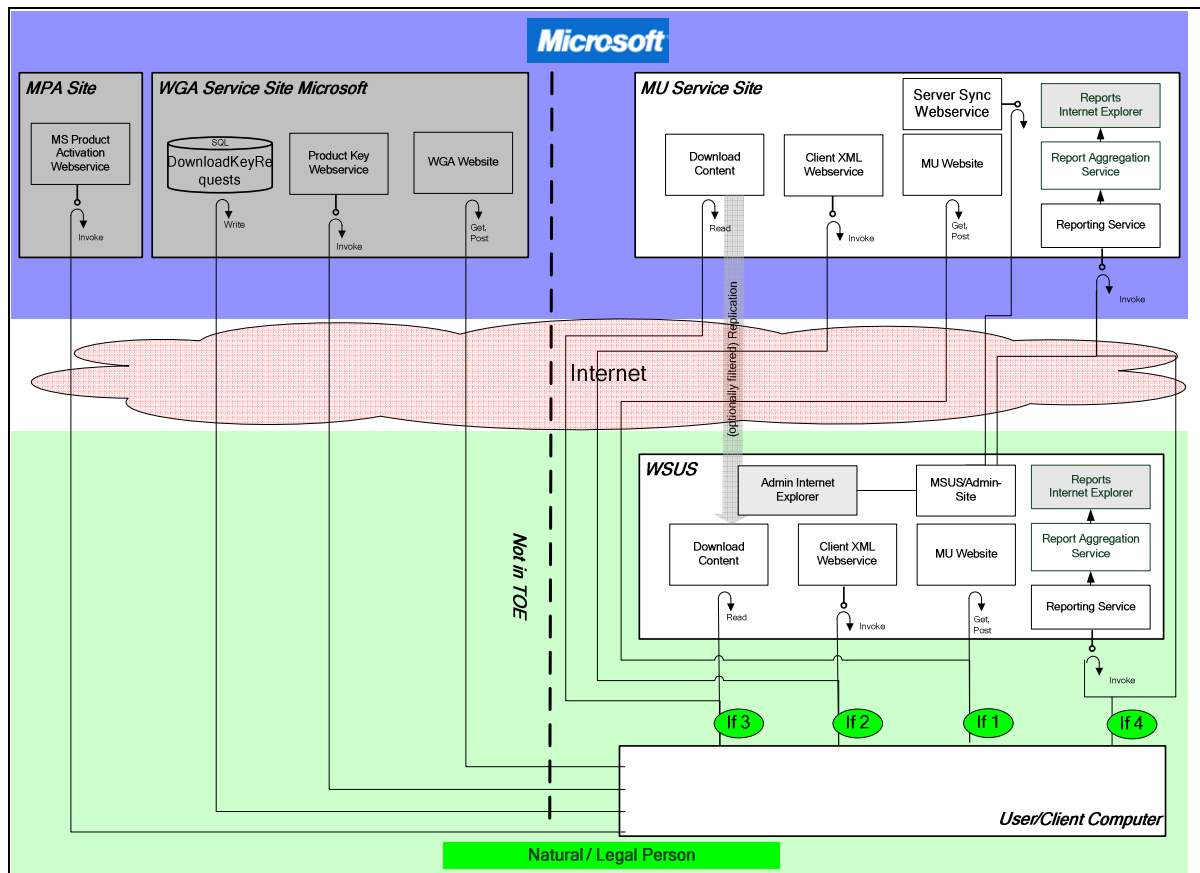 Microsoft
MPA Site
MS Product
Activation
Webservice
Invoke
WGA Service Site Microsoft
SQL
DownloadKeyRe
quests
Write
Product Key
Webservice
Invoke
WGA Website
Get,
Post
MU Service Site
Download
Content
Read
Client XML
Webservice
Invoke
Server Sync
Webservice
MU Website
Get,
Post
Reports
Internet Explorer
Report Aggregation
Service
Reporting Service
Invoke
Internet
(optionally filtered) Replication
Not in TOE
WSUS
Admin Internet
Explorer
MSUS/Admin-
Site
Download
Content
Read
Client XML
Webservice
Invoke
MU Website
Get,
Post
Reports
Internet Explorer
Report Aggregation
Service
Reporting Service
Invoke
If 3
If 2
If 1
If 4
User/Client Computer
Natural / Legal Person